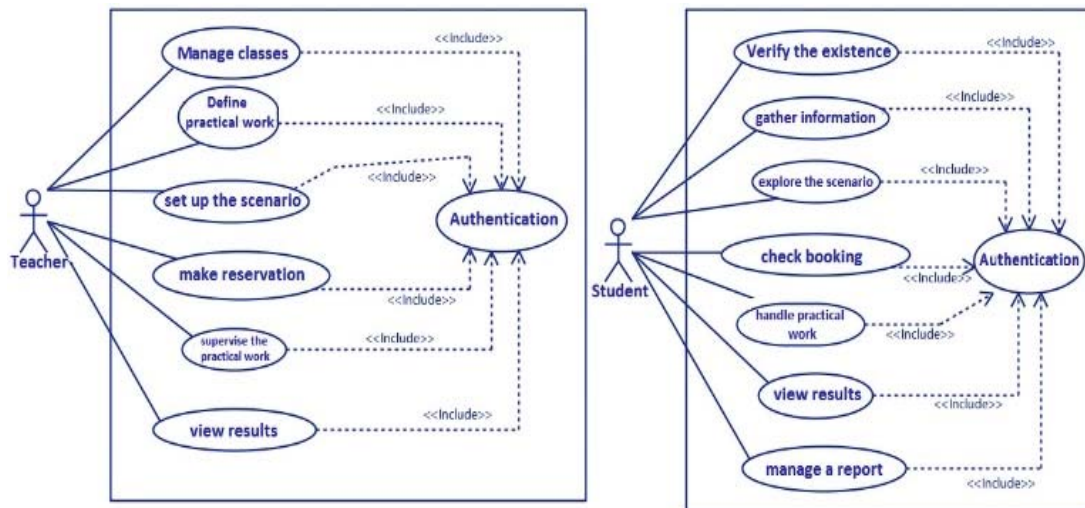 Manage classes
<<Include>>
Define
practical work
<<Include>>
set up the scenario
<<Include>>
Authentication
Teacher
make reservation
<<Include>>
supervise the
practical work
<<Include>>
view results
<<Include>>
Verify the existence
<<Include>>
gather information
<<Include>>
explore the scenario
<<Include>>
check booking
<<Include>>
Authentication
Student
handle practical
work
<<Include>>
view results
<<Include>>
manage a report
<<Include>>